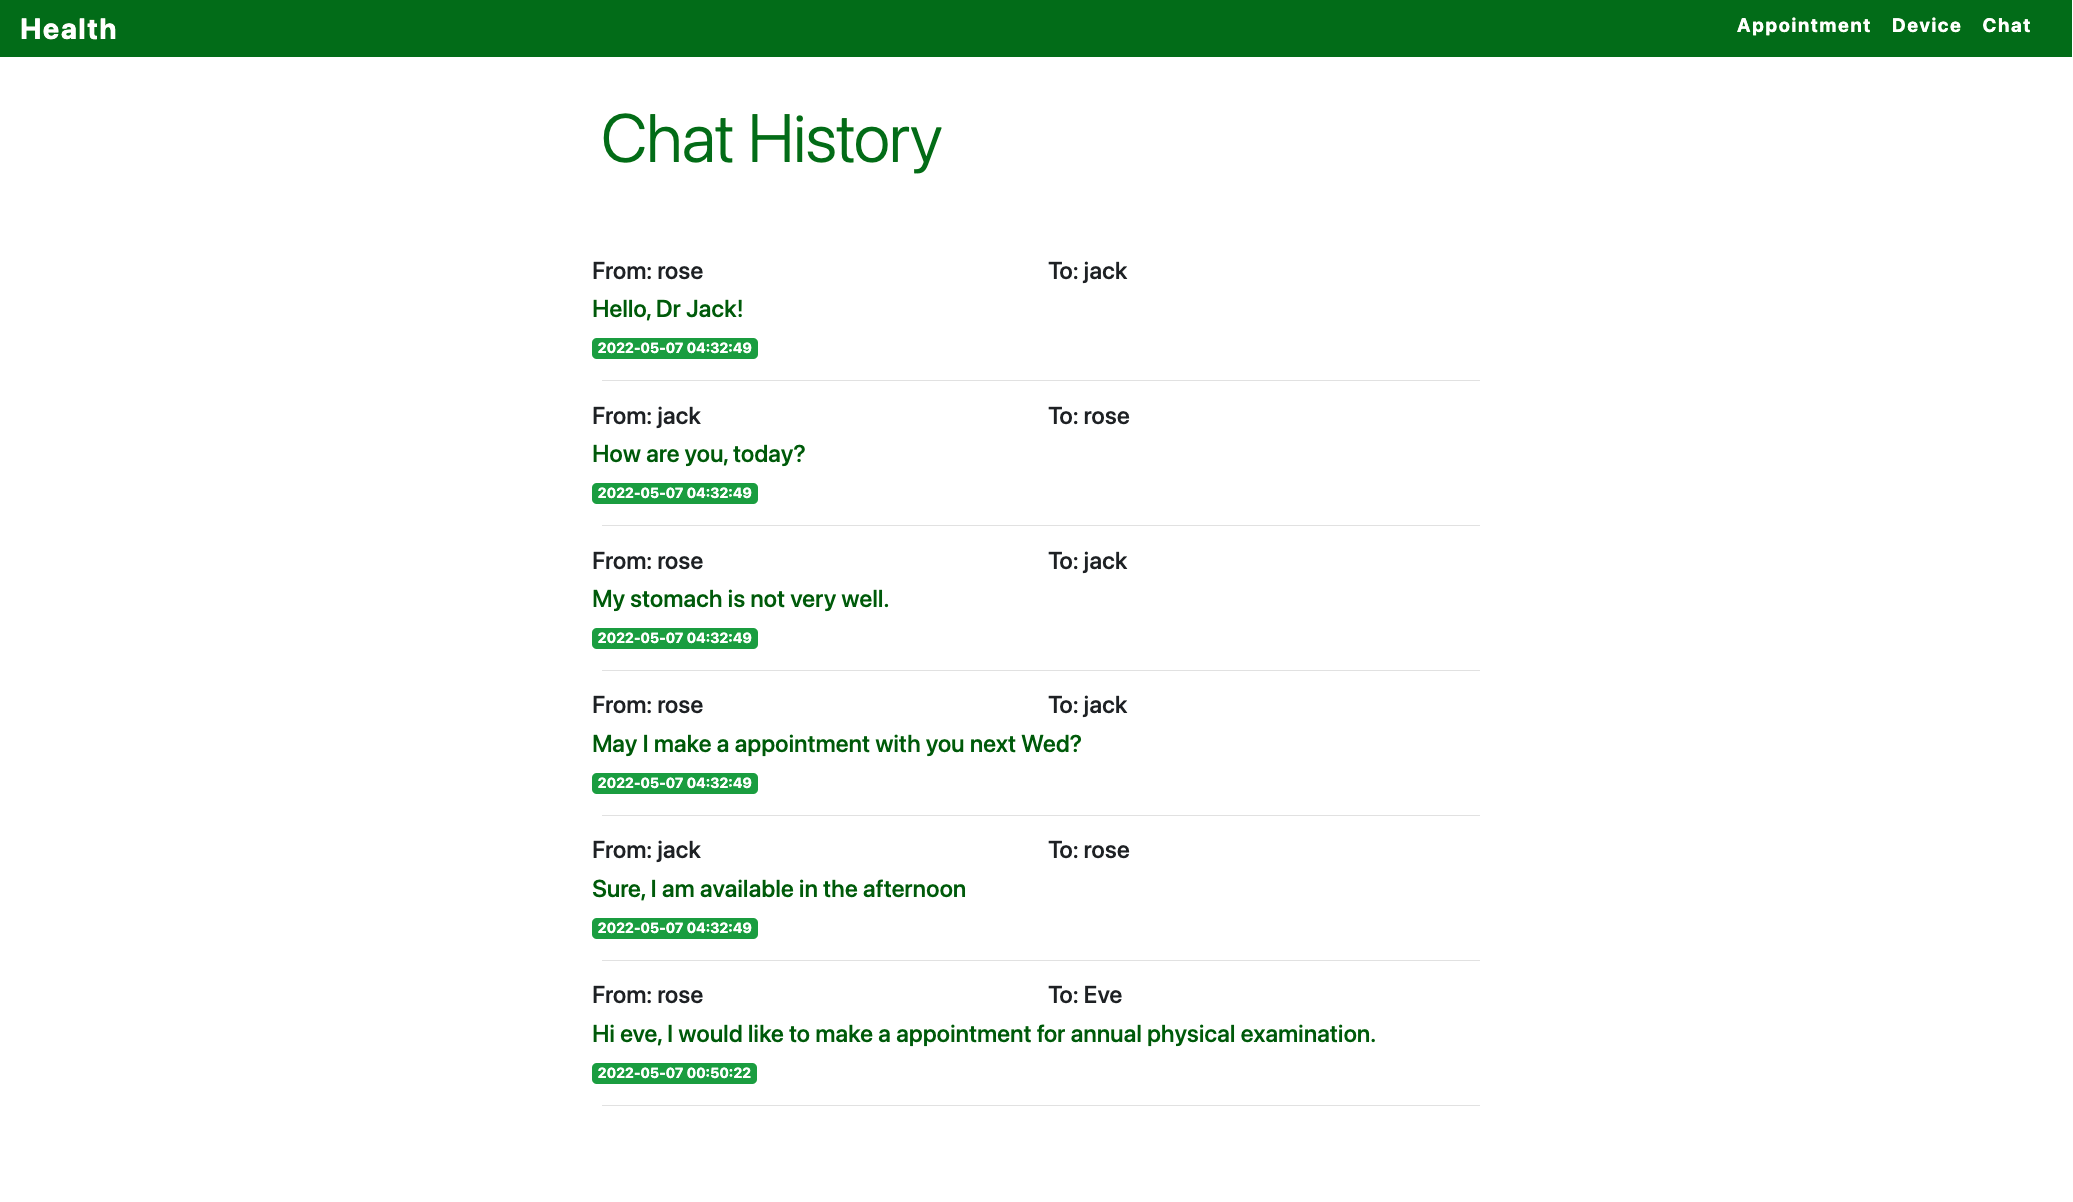 Health
Appointment Device Chat
Chat History
From: rose To: jack
Hello, Dr Jack!
2022-05-07 04:32:49
From: jack To: rose
How are you, today?
2022-05-07 04:32:49
From: rose To: jack
My stomach is not very well.
2022-05-07 04:32:49
From: rose To: jack
May I make a appointment with you next Wed?
2022-05-07 04:32:49
From: jack To: rose
Sure, I am available in the afternoon
2022-05-07 04:32:49
From: rose To: Eve
Hi eve, I would like to make a appointment for annual physical examination.
2022-05-07 00:50:22